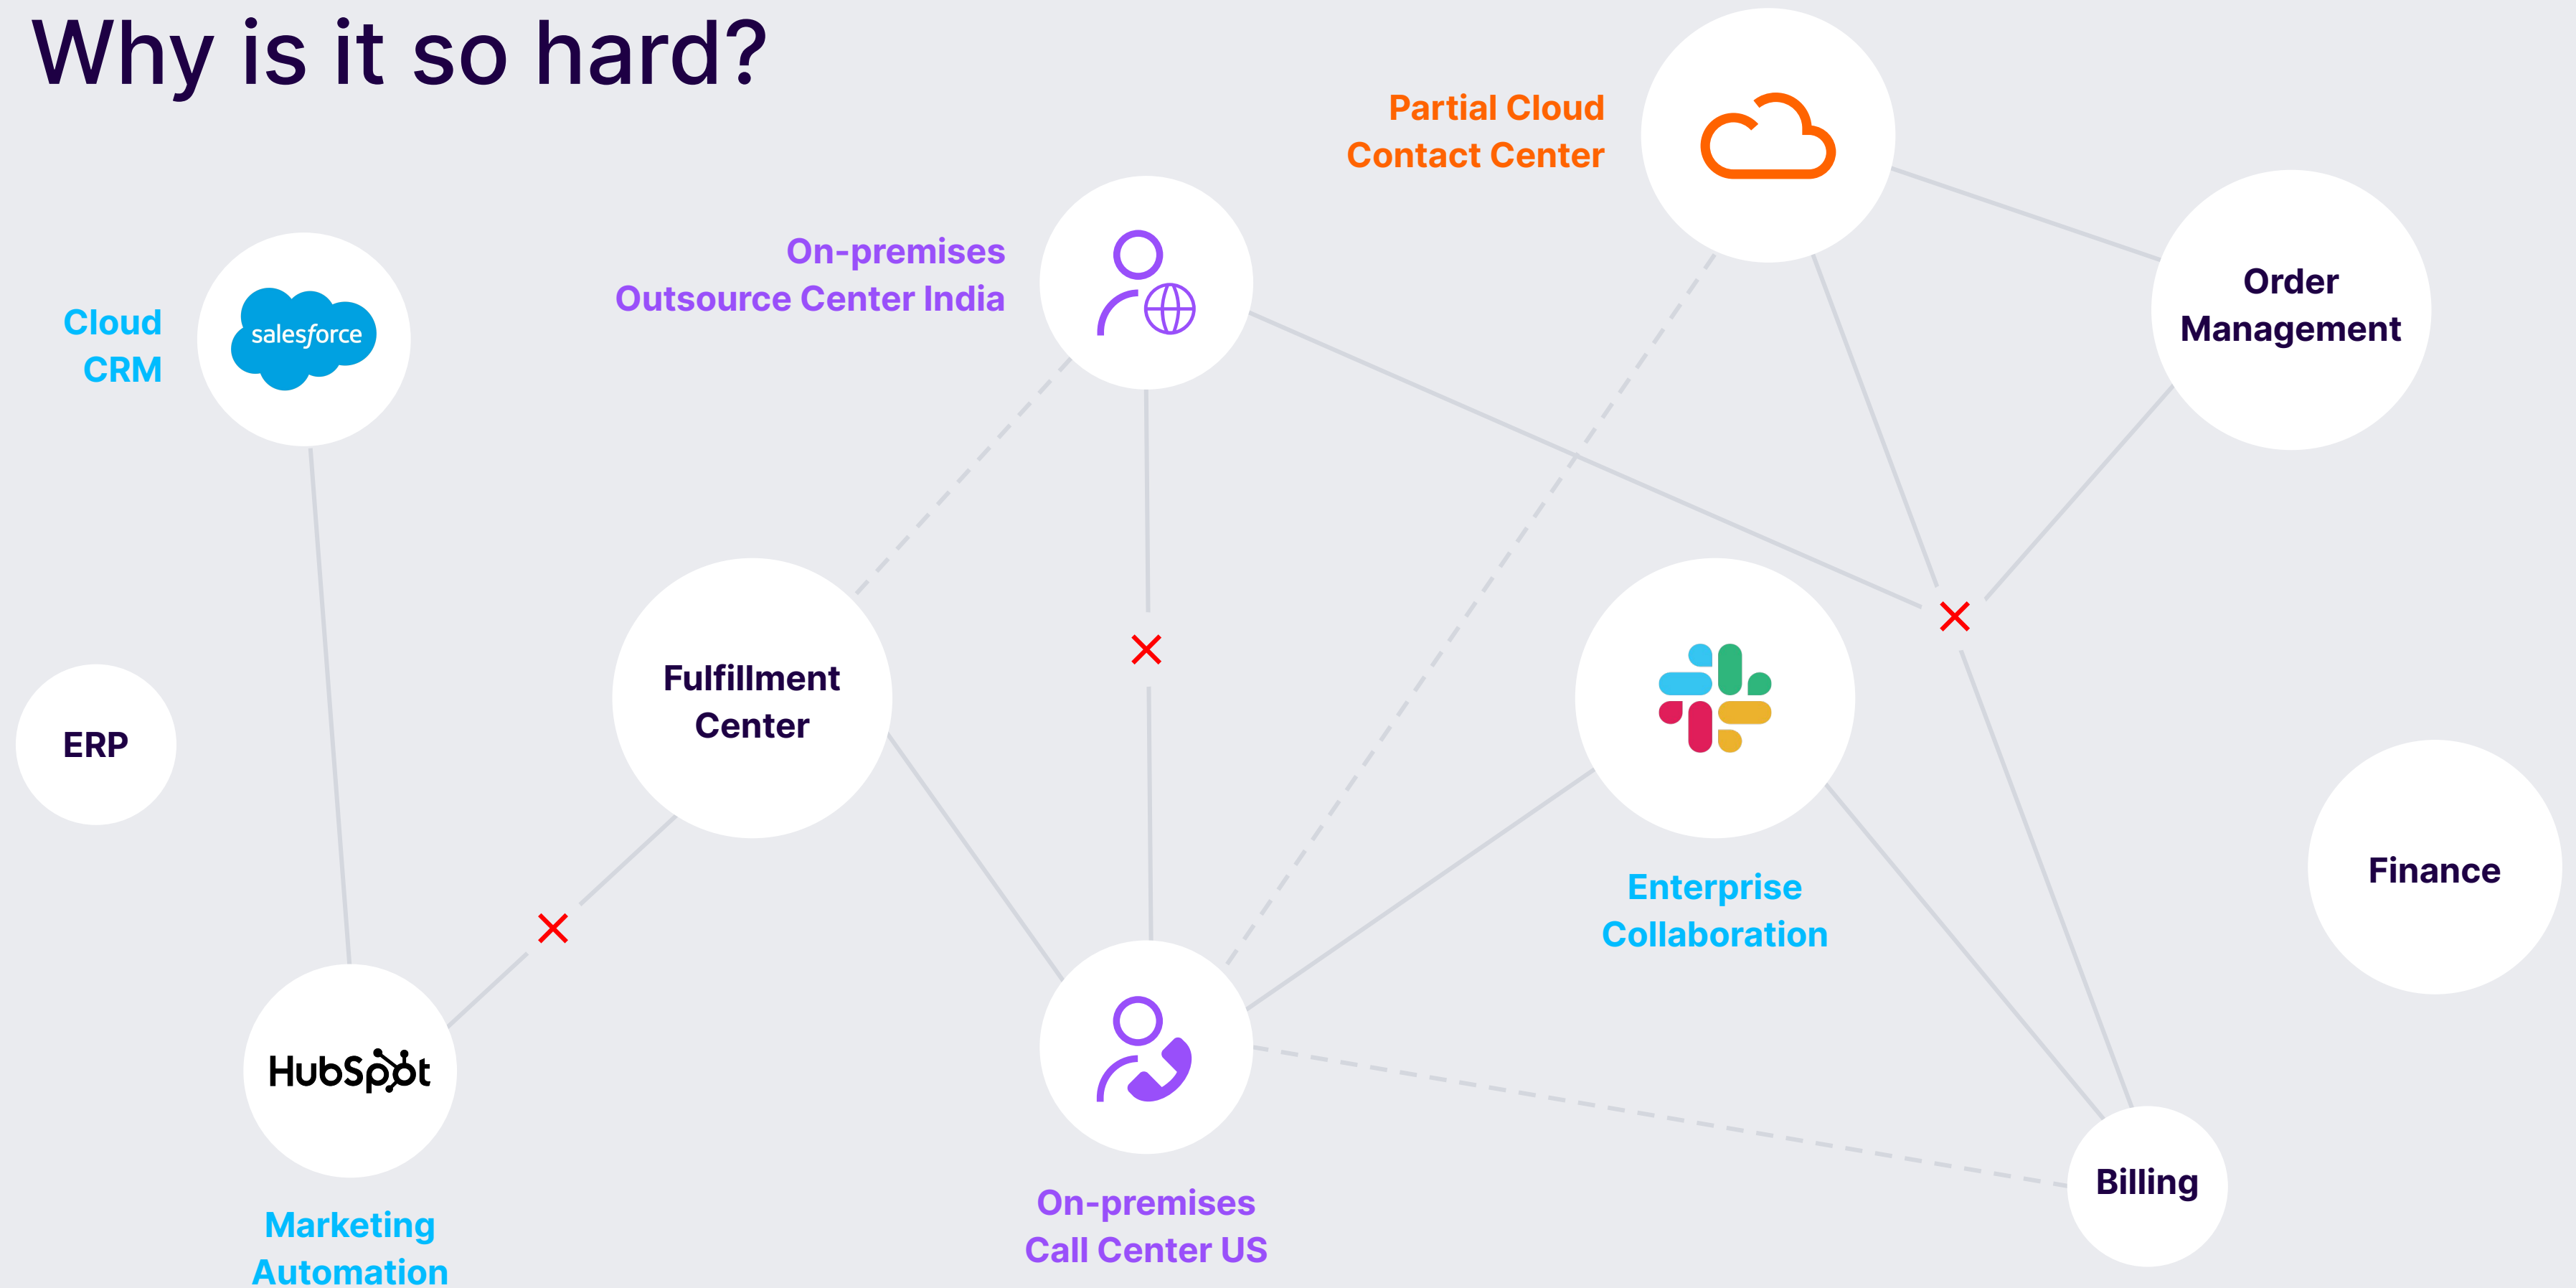 Why is it so hard?
Partial Cloud
Contact Center
On-premises
Outsource Center India
Order
Management
Cloud
CRM
salesforce
Fulfillment
Center
ERP
Finance
Enterprise
Collaboration
HubSpot
Marketing
Automation
On-premises
Call Center US
Billing